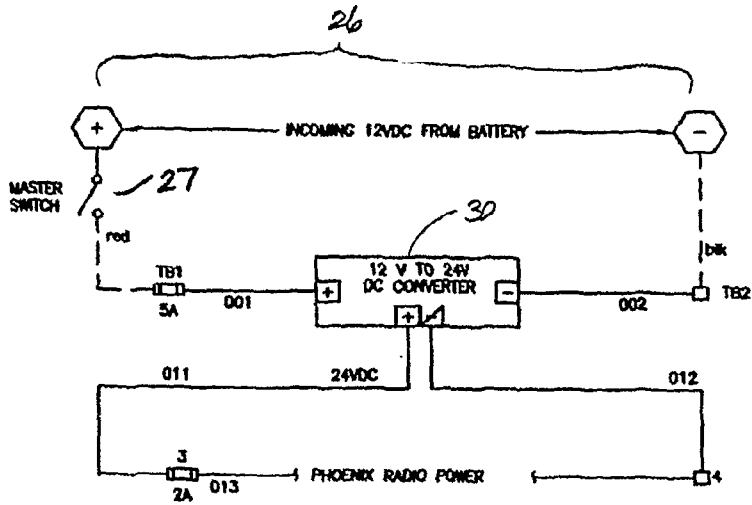 26
+ INCOMING 12VDC FROM BATTERY -
MASTER
SWITCH
27
red
blk
30
12 V TO 24V
DC CONVERTER
TB1
5A
001
+
-
002
TB2
+ -
011
24VDC
012
3
2A
013
PHOENIX RADIO POWER
4